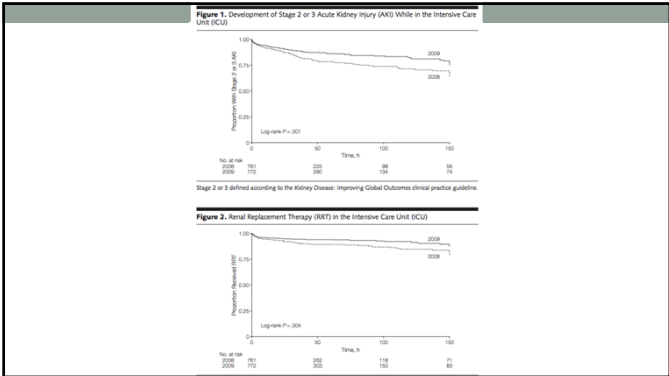 Figure 1. Development of Stage 2 or 3 Acute Kidney Injury (AKI) While in the Intensive Care
Unit (ICU)
1.00
0.75
0.50
0.25
0
Proportion With Stage 2 or 3 AKI
2009
2008
Log-rank P = .001
0 50 100 150
Time, h
No. at risk
2008 761 225 98 56
2009 772 280 134 74
Stage 2 or 3 defined according to the Kidney Disease: Improving Global Outcomes clinical practice guideline.
Figure 2. Renal Replacement Therapy (RRT) in the Intensive Care Unit (ICU)
1.00
0.75
0.50
0.25
0
Proportion Received RRT
2009
2008
Log-rank P = .004
0 50 100 150
Time, h
No. at risk
2008 761 262 118 71
2009 772 303 150 83